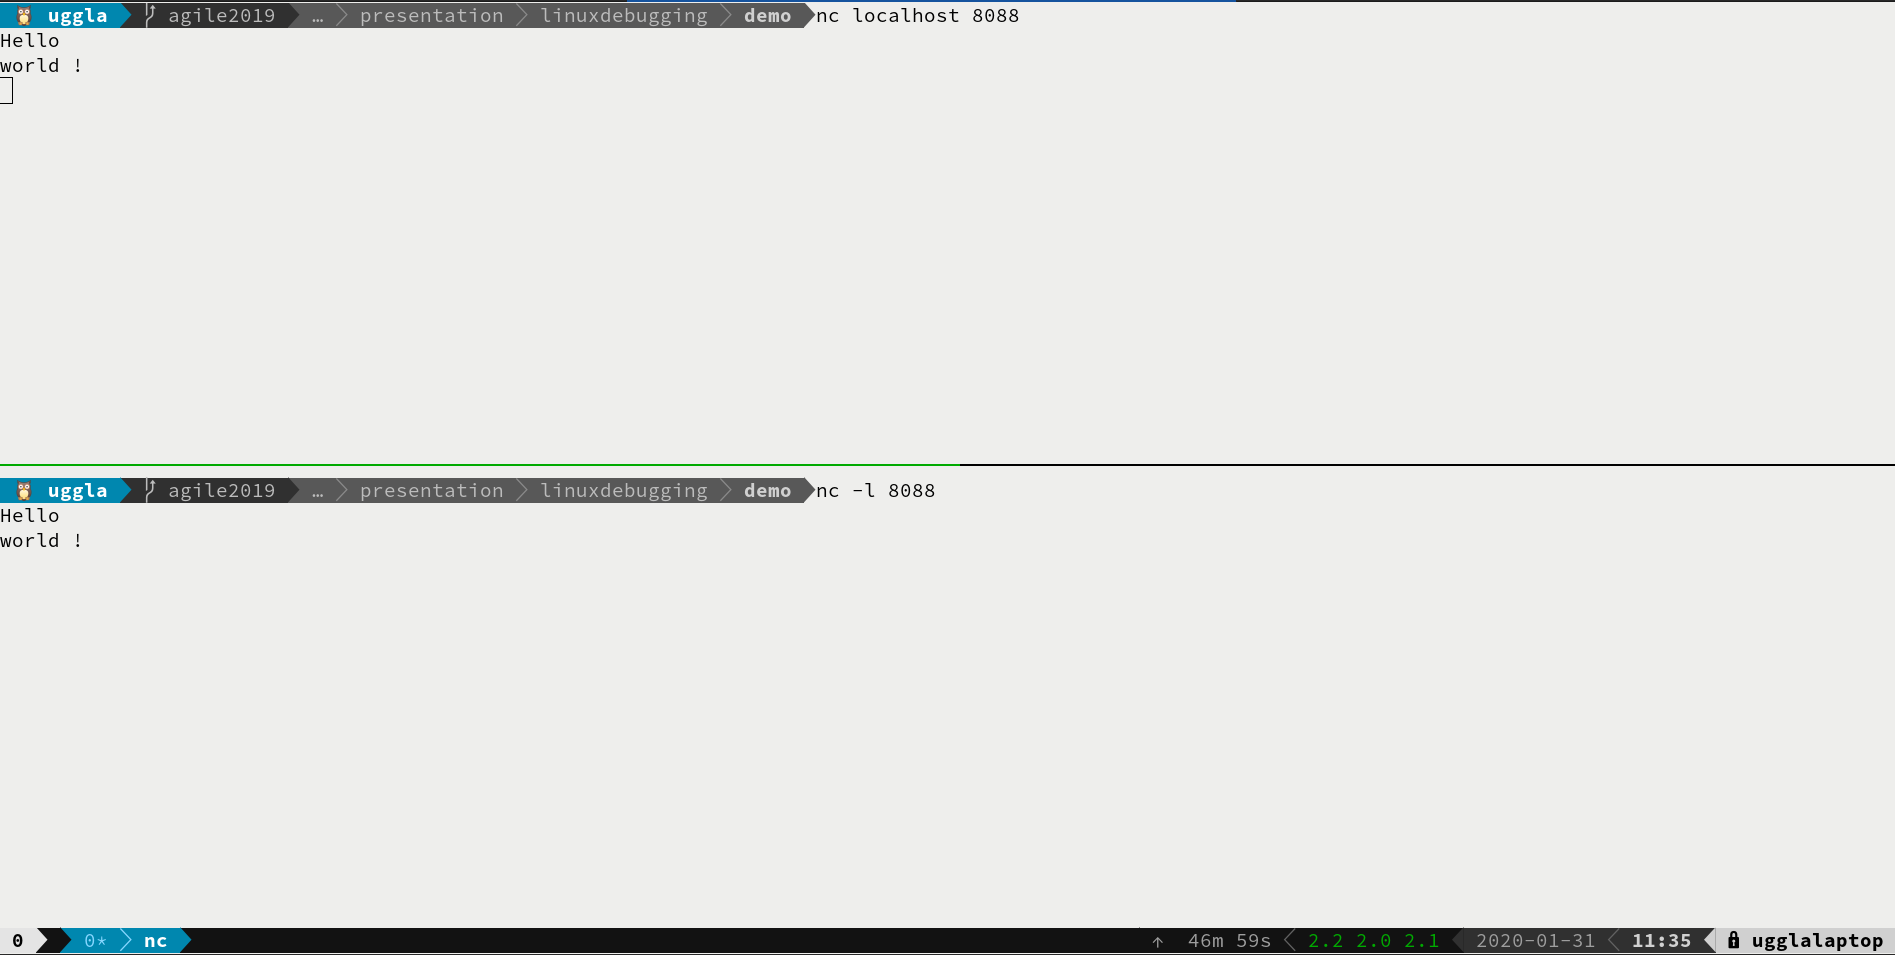 uggla agile2019 … presentation linuxdebugging demo nc localhost 8088
Hello
world !
uggla agile2019 … presentation linuxdebugging demo nc -l 8088
Hello
world !
0 0* nc ↑ 46m 59s 2.2 2.0 2.1 2020-01-31 11:35 ugglalaptop